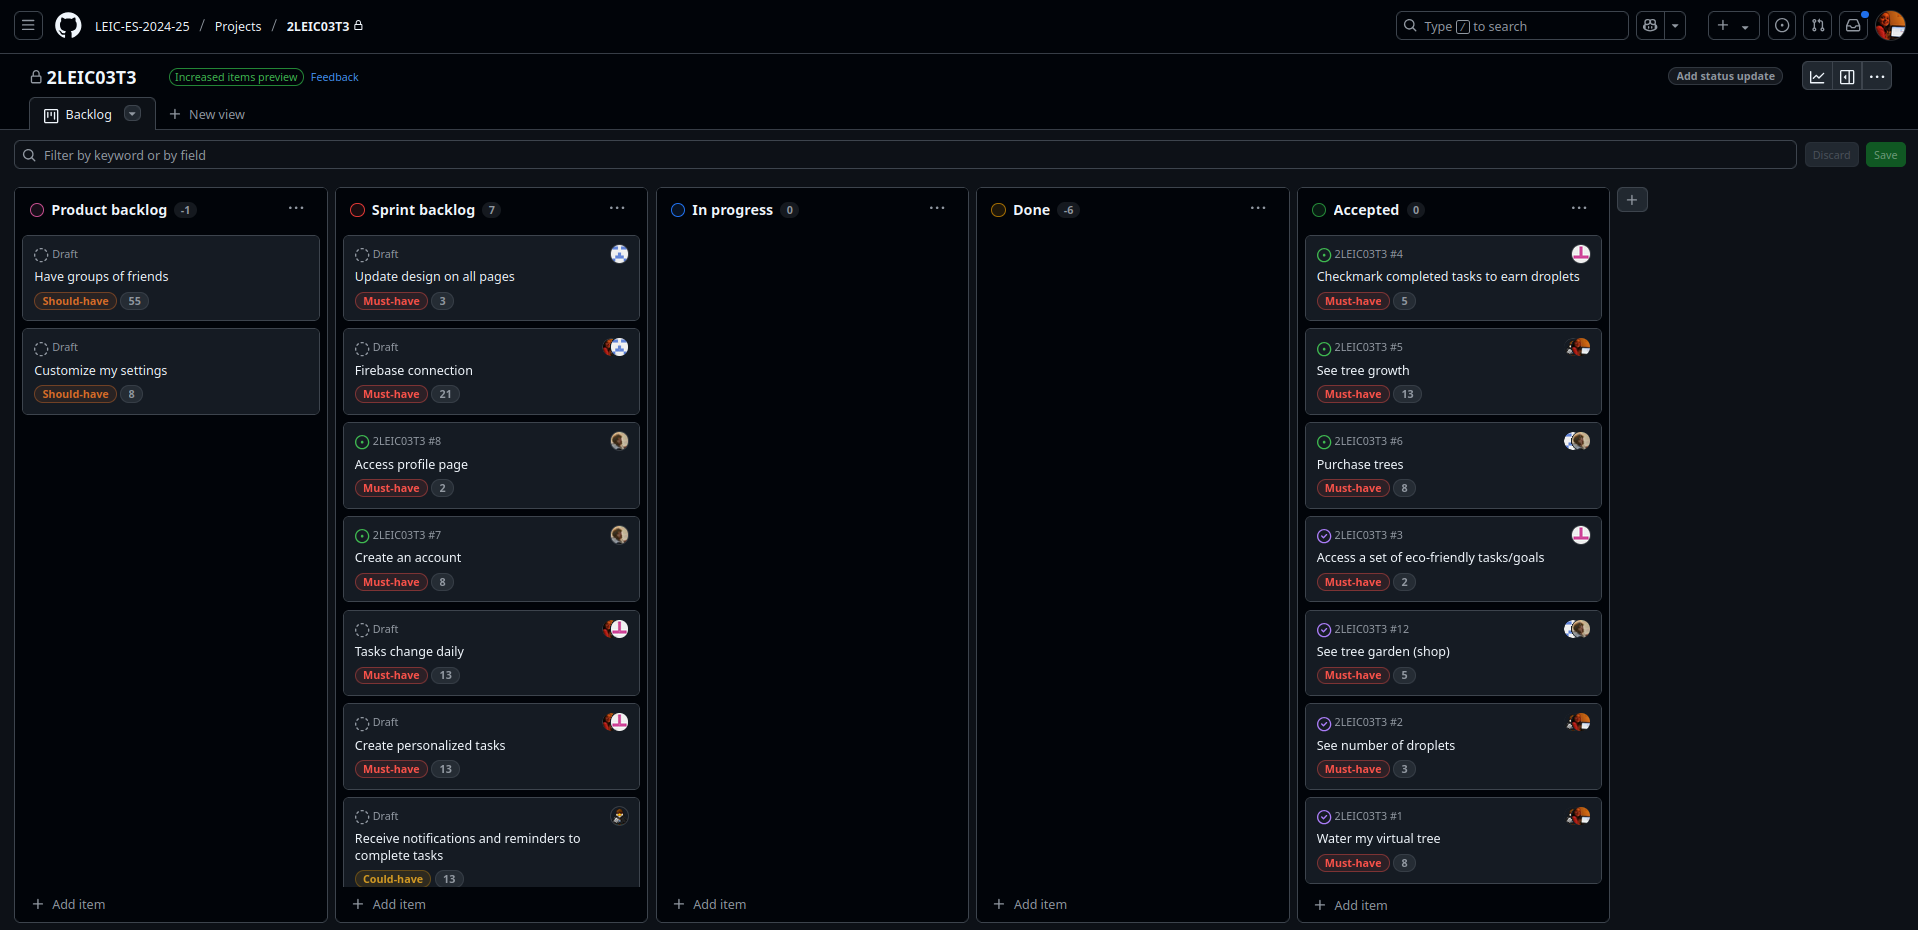 LEIC-ES-2024-25 / Projects / 2LEIC03T3
Type / to search
2LEIC03T3 Increased items preview Feedback
Add status update
Backlog
New view
Filter by keyword or by field
Discard Save
Product backlog -1
Draft
Have groups of friends
Should-have 55
Draft
Customize my settings
Should-have 8
Add item
Sprint backlog 7
Draft
Update design on all pages
Must-have 3
Draft
Firebase connection
Must-have 21
2LEIC03T3 #8
Access profile page
Must-have 2
2LEIC03T3 #7
Create an account
Must-have 8
Draft
Tasks change daily
Must-have 13
Draft
Create personalized tasks
Must-have 13
Draft
Receive notifications and reminders to
complete tasks
Could-have 13
Add item
In progress 0
Add item
Done -6
Add item
Accepted 0
2LEIC03T3 #4
Checkmark completed tasks to earn droplets
Must-have 5
2LEIC03T3 #5
See tree growth
Must-have 13
2LEIC03T3 #6
Purchase trees
Must-have 8
2LEIC03T3 #3
Access a set of eco-friendly tasks/goals
Must-have 2
2LEIC03T3 #12
See tree garden (shop)
Must-have 5
2LEIC03T3 #2
See number of droplets
Must-have 3
2LEIC03T3 #1
Water my virtual tree
Must-have 8
Add item